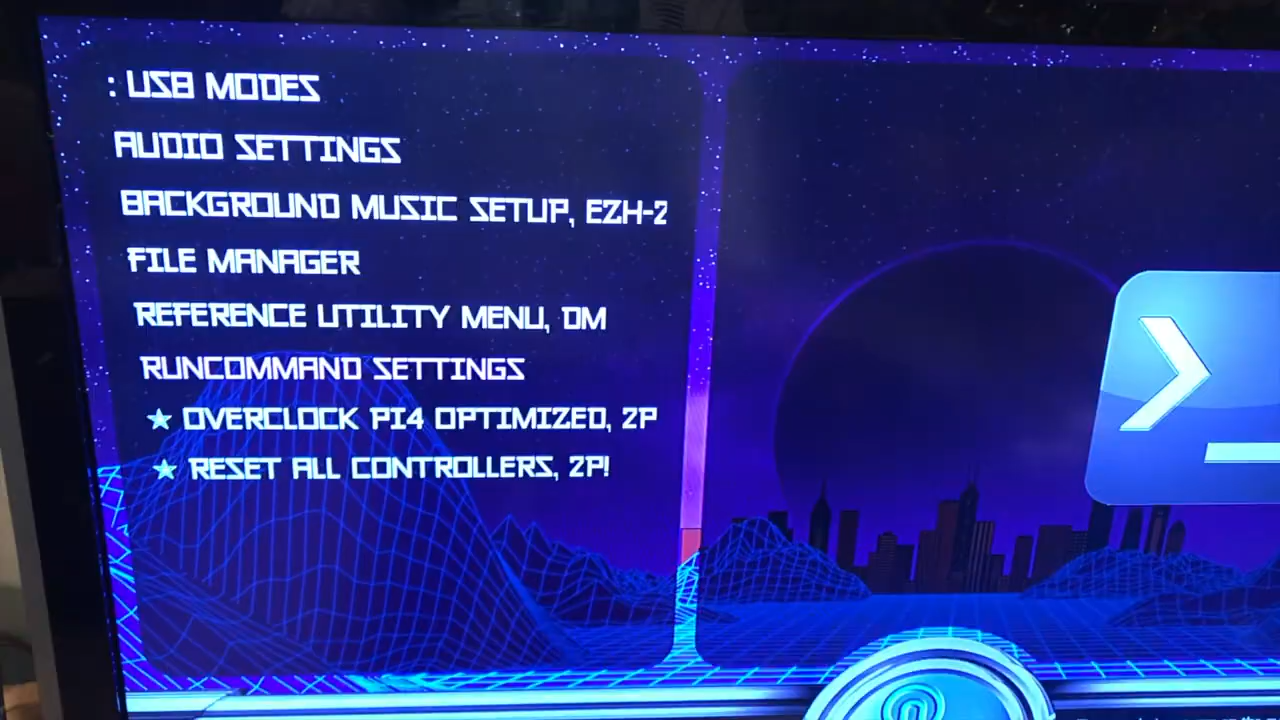 : USB MODES
AUDIO SETTINGS
BACKGROUND MUSIC SETUP, EZH-2
FILE MANAGER
REFERENCE UTILITY MENU, DM
RUNCOMMAND SETTINGS
★ OVERCLOCK PI4 OPTIMIZED, 2P
★ RESET ALL CONTROLLERS, 2P!